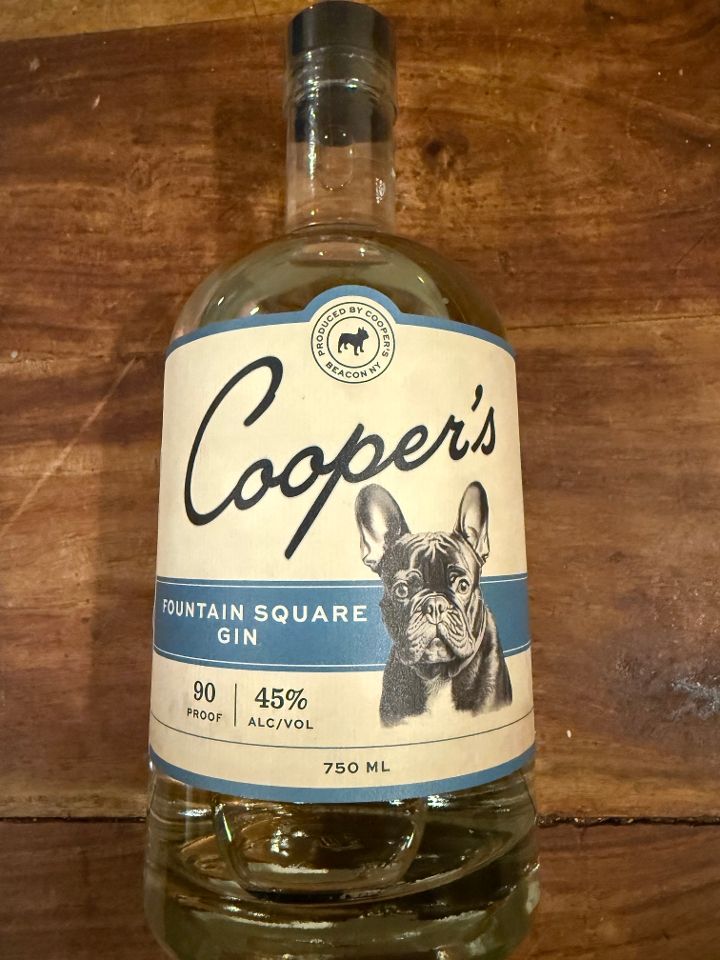 PRODUCED BY COOPER'S
BEACON NY
Cooper's
FOUNTAIN SQUARE
GIN
90
PROOF
45%
ALC/VOL
750 ML